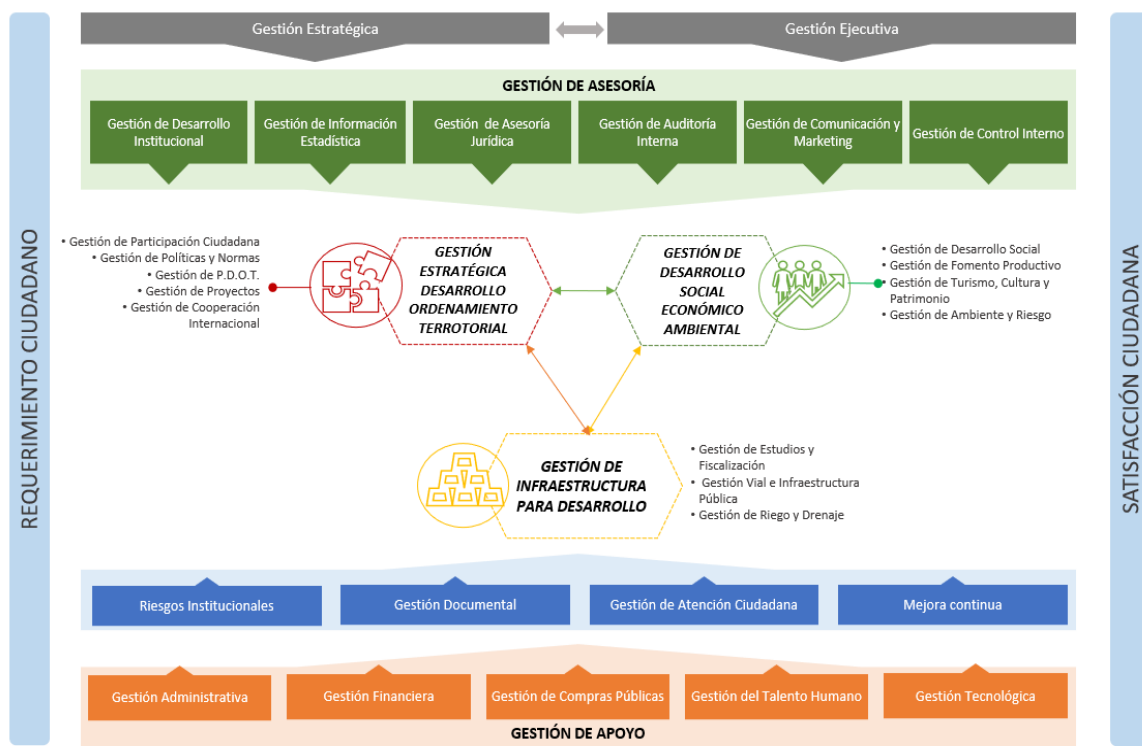 Gestión Estratégica
Gestión Ejecutiva
GESTIÓN DE ASESORÍA
Gestión de Desarrollo
Institucional
Gestión de Información
Estadística
Gestión de Asesoría
Jurídica
Gestión de Auditoría
Interna
Gestión de Comunicación y
Marketing
Gestión de Control Interno
REQUERIMIENTO CIUDADANO
• Gestión de Participación Ciudadana
• Gestión de Políticas y Normas
• Gestión de P.D.O.T.
• Gestión de Proyectos
• Gestión de Cooperación
Internacional
GESTIÓN
ESTRATÉGICA
DESARROLLO
ORDENAMIENTO
TERROTORIAL
GESTIÓN DE
DESARROLLO
SOCIAL
ECONÓMICO
AMBIENTAL
• Gestión de Desarrollo Social
• Gestión de Fomento Productivo
• Gestión de Turismo, Cultura y
Patrimonio
• Gestión de Ambiente y Riesgo
SATISFACCIÓN CIUDADANA
GESTIÓN DE
INFRAESTRUCTURA
PARA DESARROLLO
• Gestión de Estudios y
Fiscalización
• Gestión Vial e Infraestructura
Pública
• Gestión de Riego y Drenaje
Riesgos Institucionales
Gestión Documental
Gestión de Atención Ciudadana
Mejora continua
Gestión Administrativa
Gestión Financiera
Gestión de Compras Públicas
Gestión del Talento Humano
Gestión Tecnológica
GESTIÓN DE APOYO